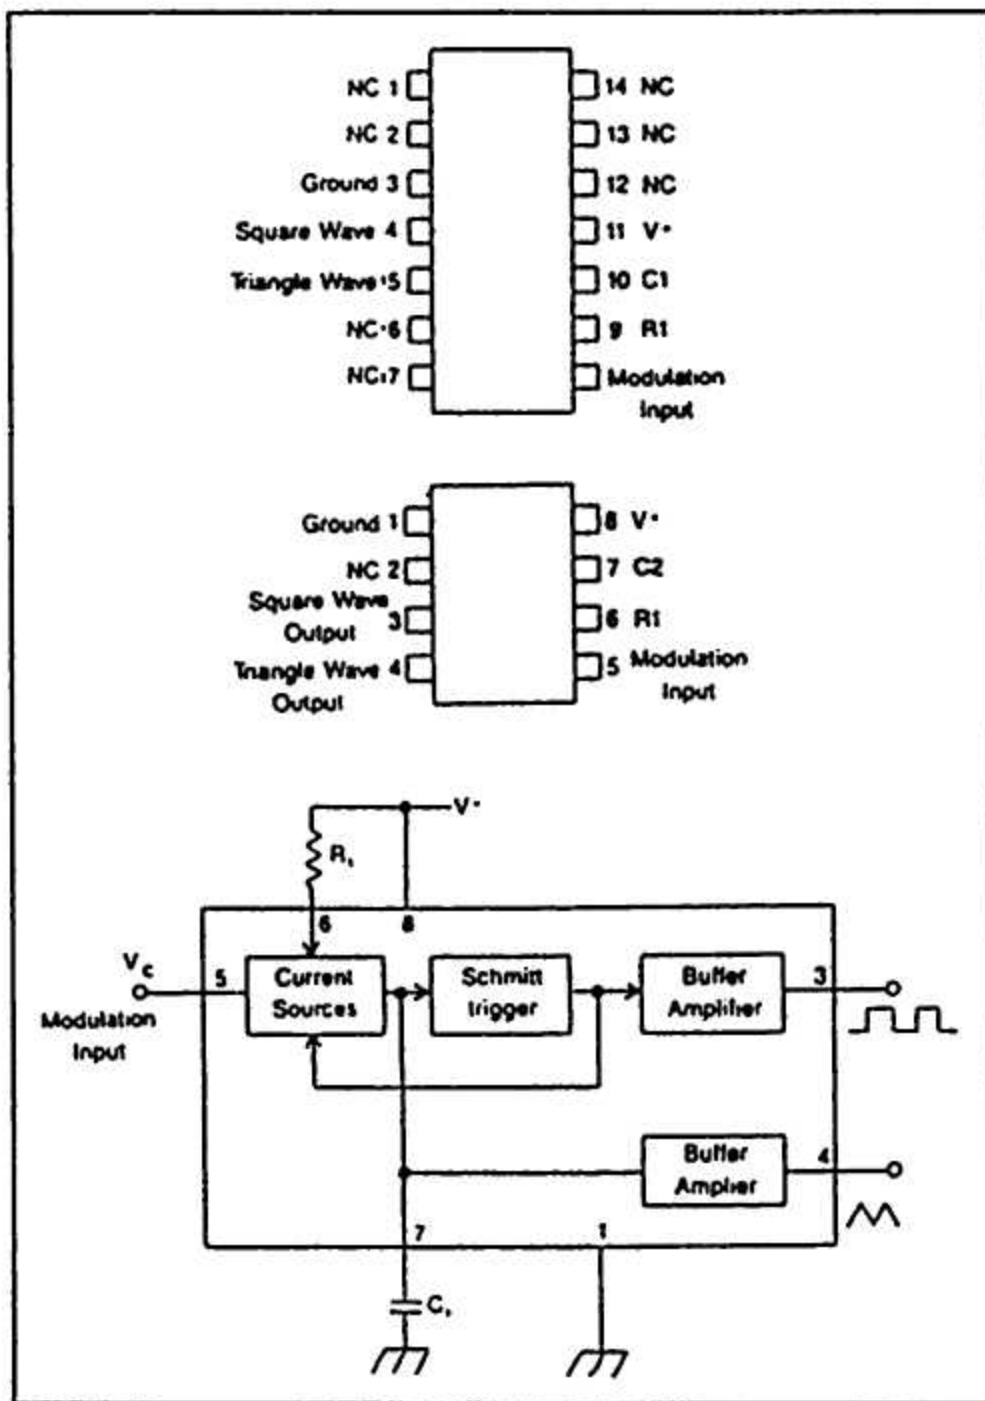 NC 1
14 NC
NC 2
13 NC
Ground 3
12 NC
Square Wave 4
11 V+
Triangle Wave 5
10 C1
NC 6
9 R1
NC 7
Modulation
Input
Ground 1
8 V+
NC 2
7 C2
Square Wave
Output 3
6 R1
Triangle Wave 4
Output
5 Modulation
Input
V+
R1
6
8
Vc
5
Modulation
Input
Current
Sources
Schmitt
trigger
Buffer
Amplifier
3
Buffer
Amplier
4
7
1
C1